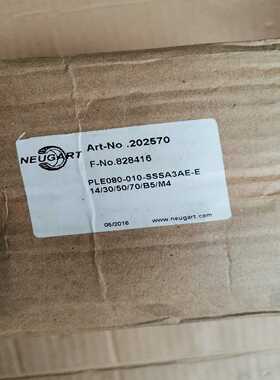 NEUGART
Art-No .202570
F-No.828416
PLE080-010-SSSA3AE-E
14/30/50/70/B5/M4
06/2016
www.neugart.com